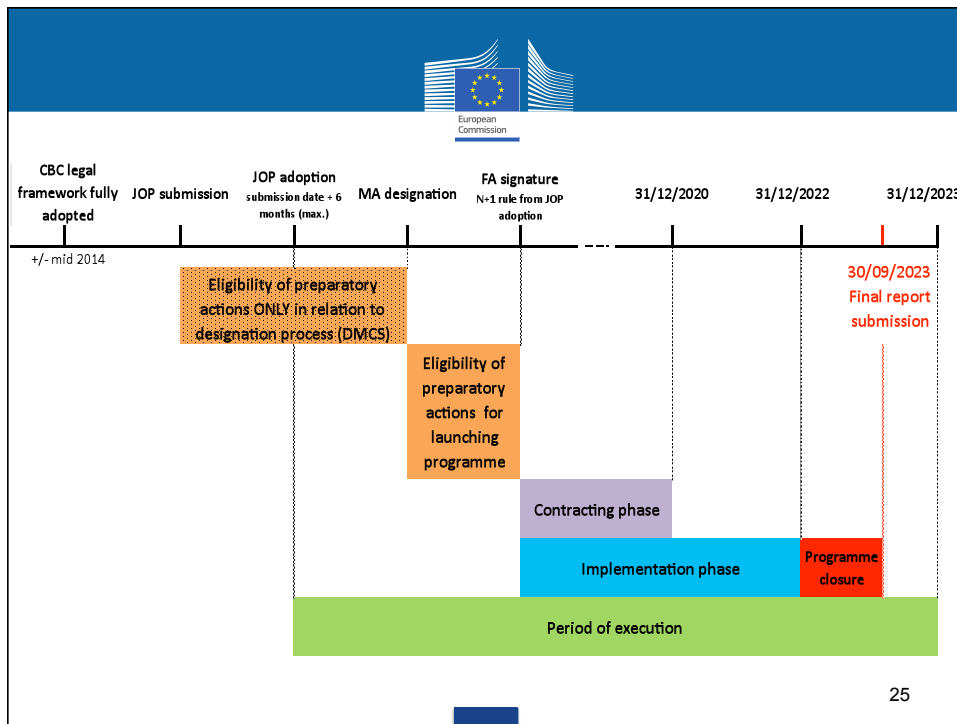 European
Commission
CBC legal
framework fully
adopted
JOP submission
JOP adoption
submission date + 6
months (max.)
MA designation
FA signature
N+1 rule from JOP
adoption
31/12/2020
31/12/2022
31/12/2023
+/- mid 2014
Eligibility of preparatory
actions ONLY in relation to
designation process (DMCS)
30/09/2023
Final report
submission
Eligibility of
preparatory
actions for
launching
programme
Contracting phase
Implementation phase
Programme
closure
Period of execution
25